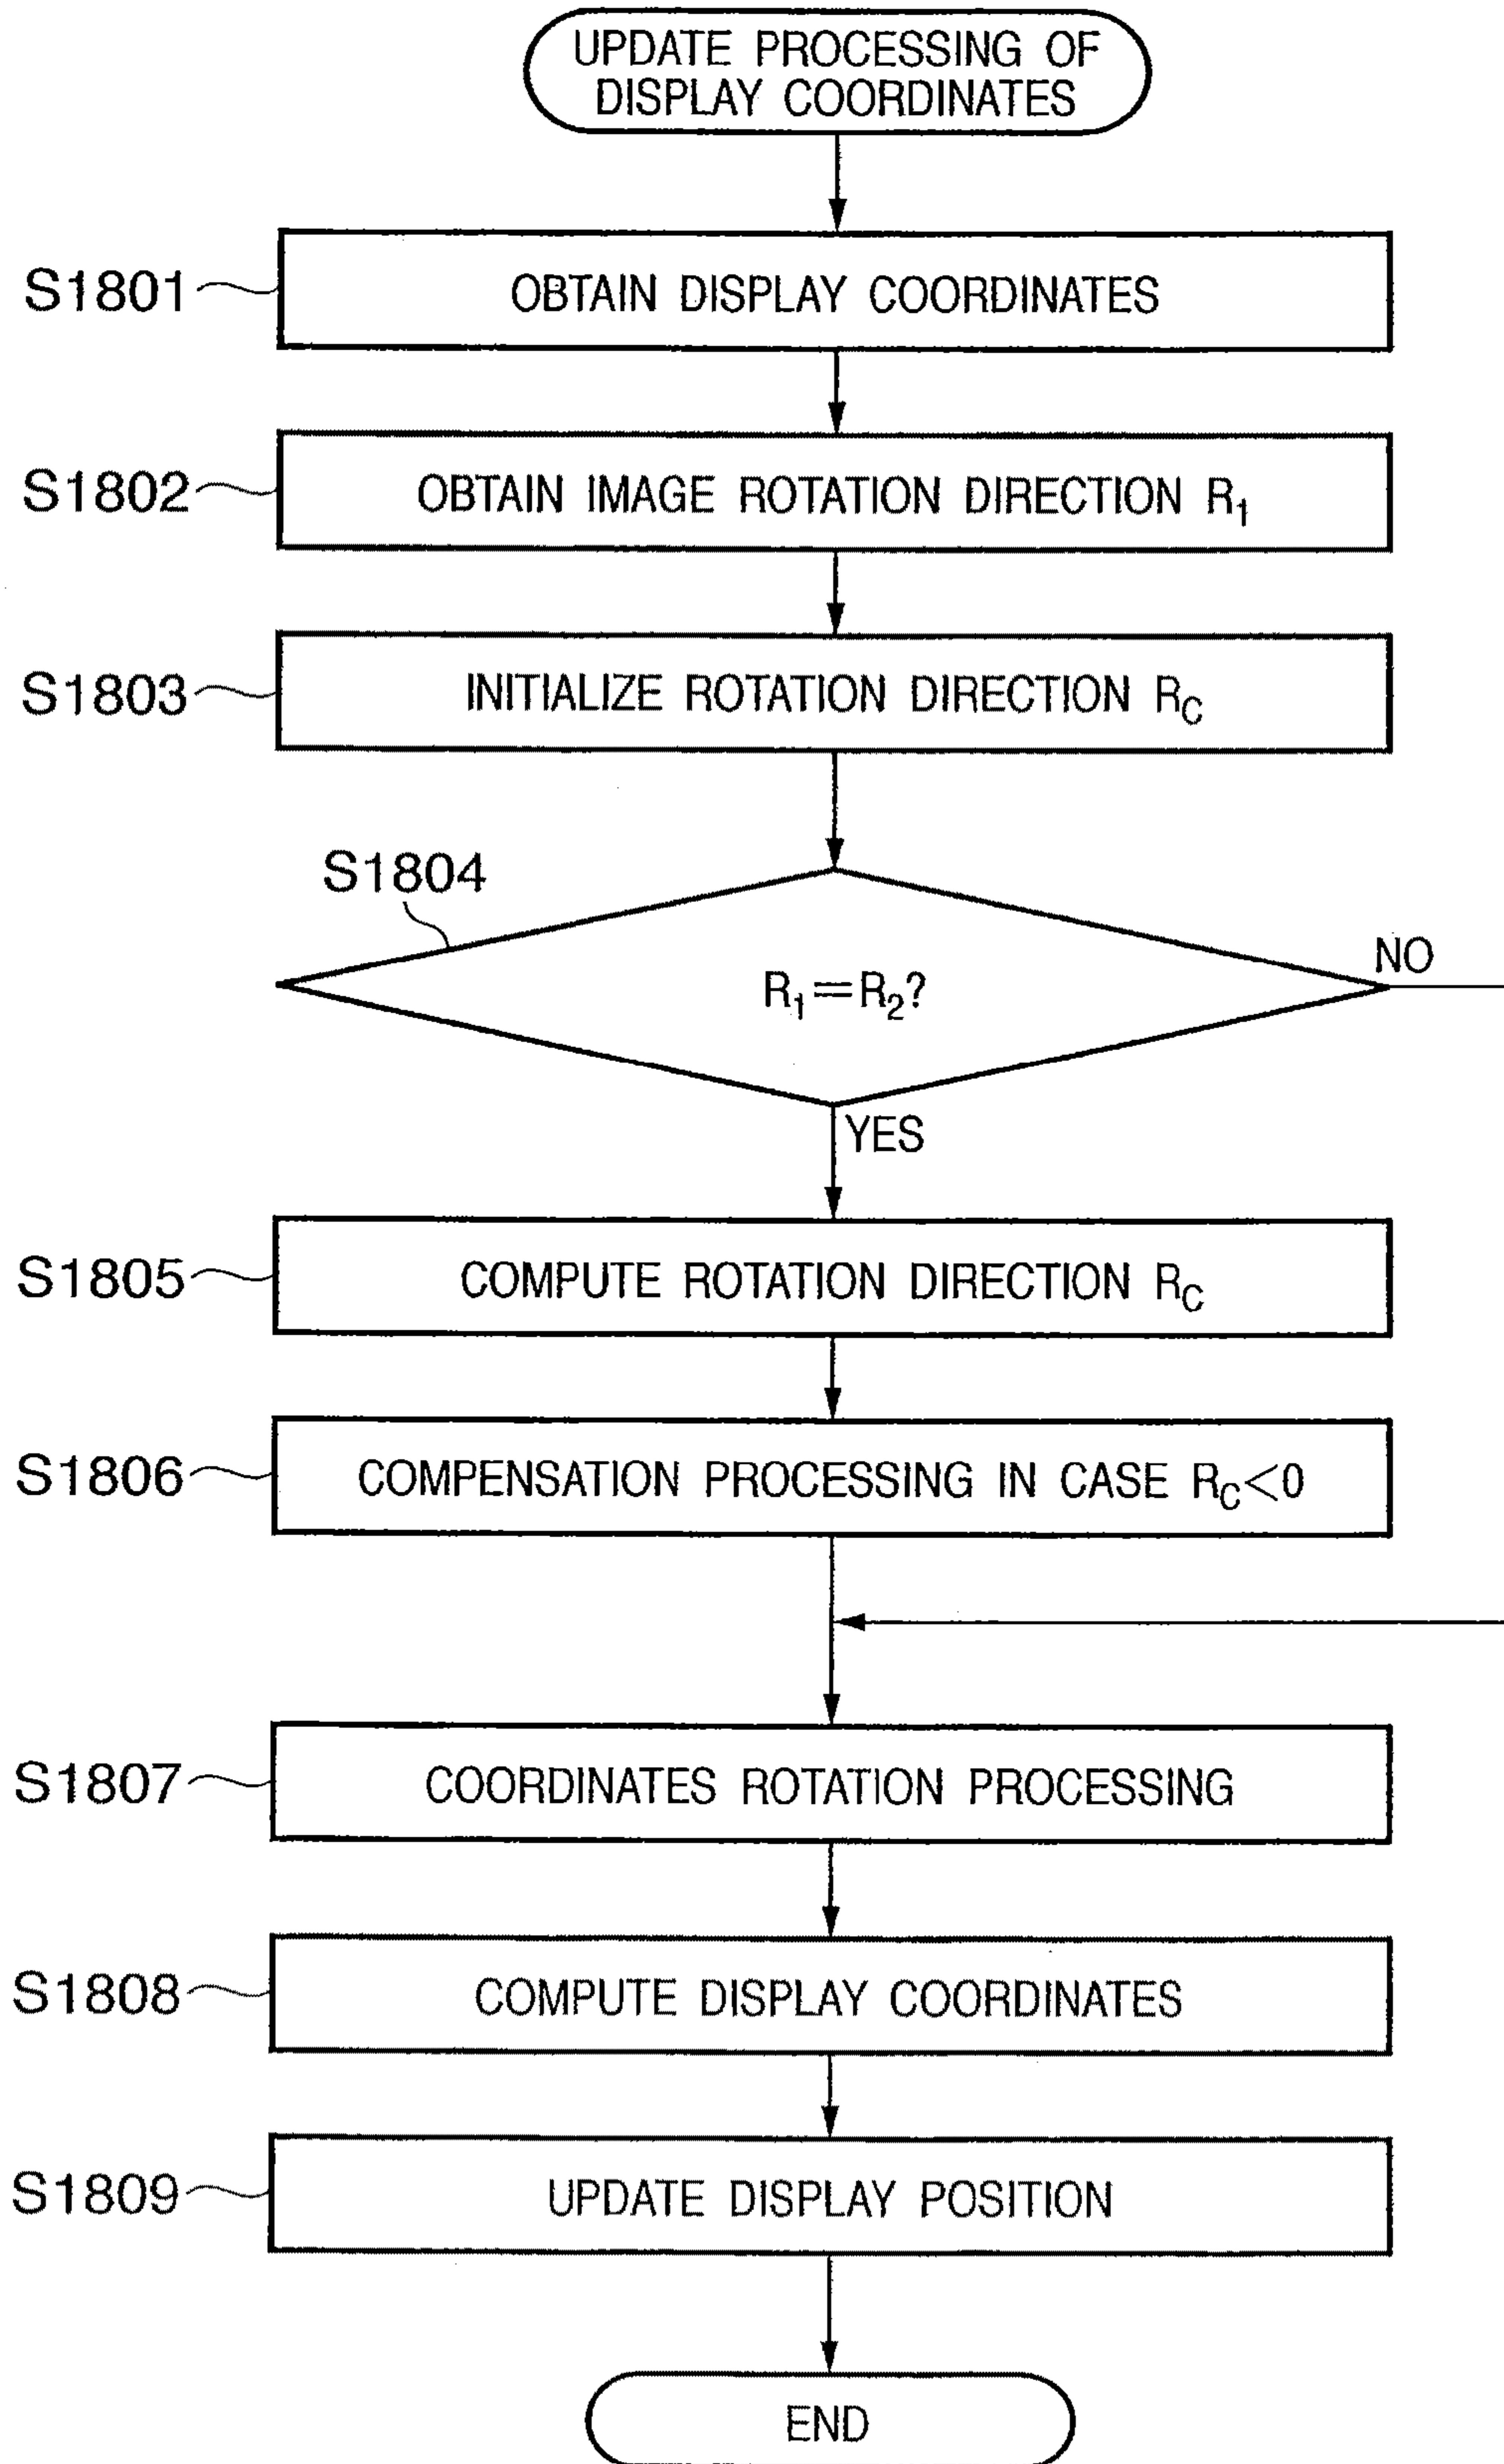 UPDATE PROCESSING OF
DISPLAY COORDINATES
S1801
OBTAIN DISPLAY COORDINATES
S1802
OBTAIN IMAGE ROTATION DIRECTION R1
S1803
INITIALIZE ROTATION DIRECTION RC
S1804
R1=R2?
NO
YES
S1805
COMPUTE ROTATION DIRECTION RC
S1806
COMPENSATION PROCESSING IN CASE RC<0
S1807
COORDINATES ROTATION PROCESSING
S1808
COMPUTE DISPLAY COORDINATES
S1809
UPDATE DISPLAY POSITION
END